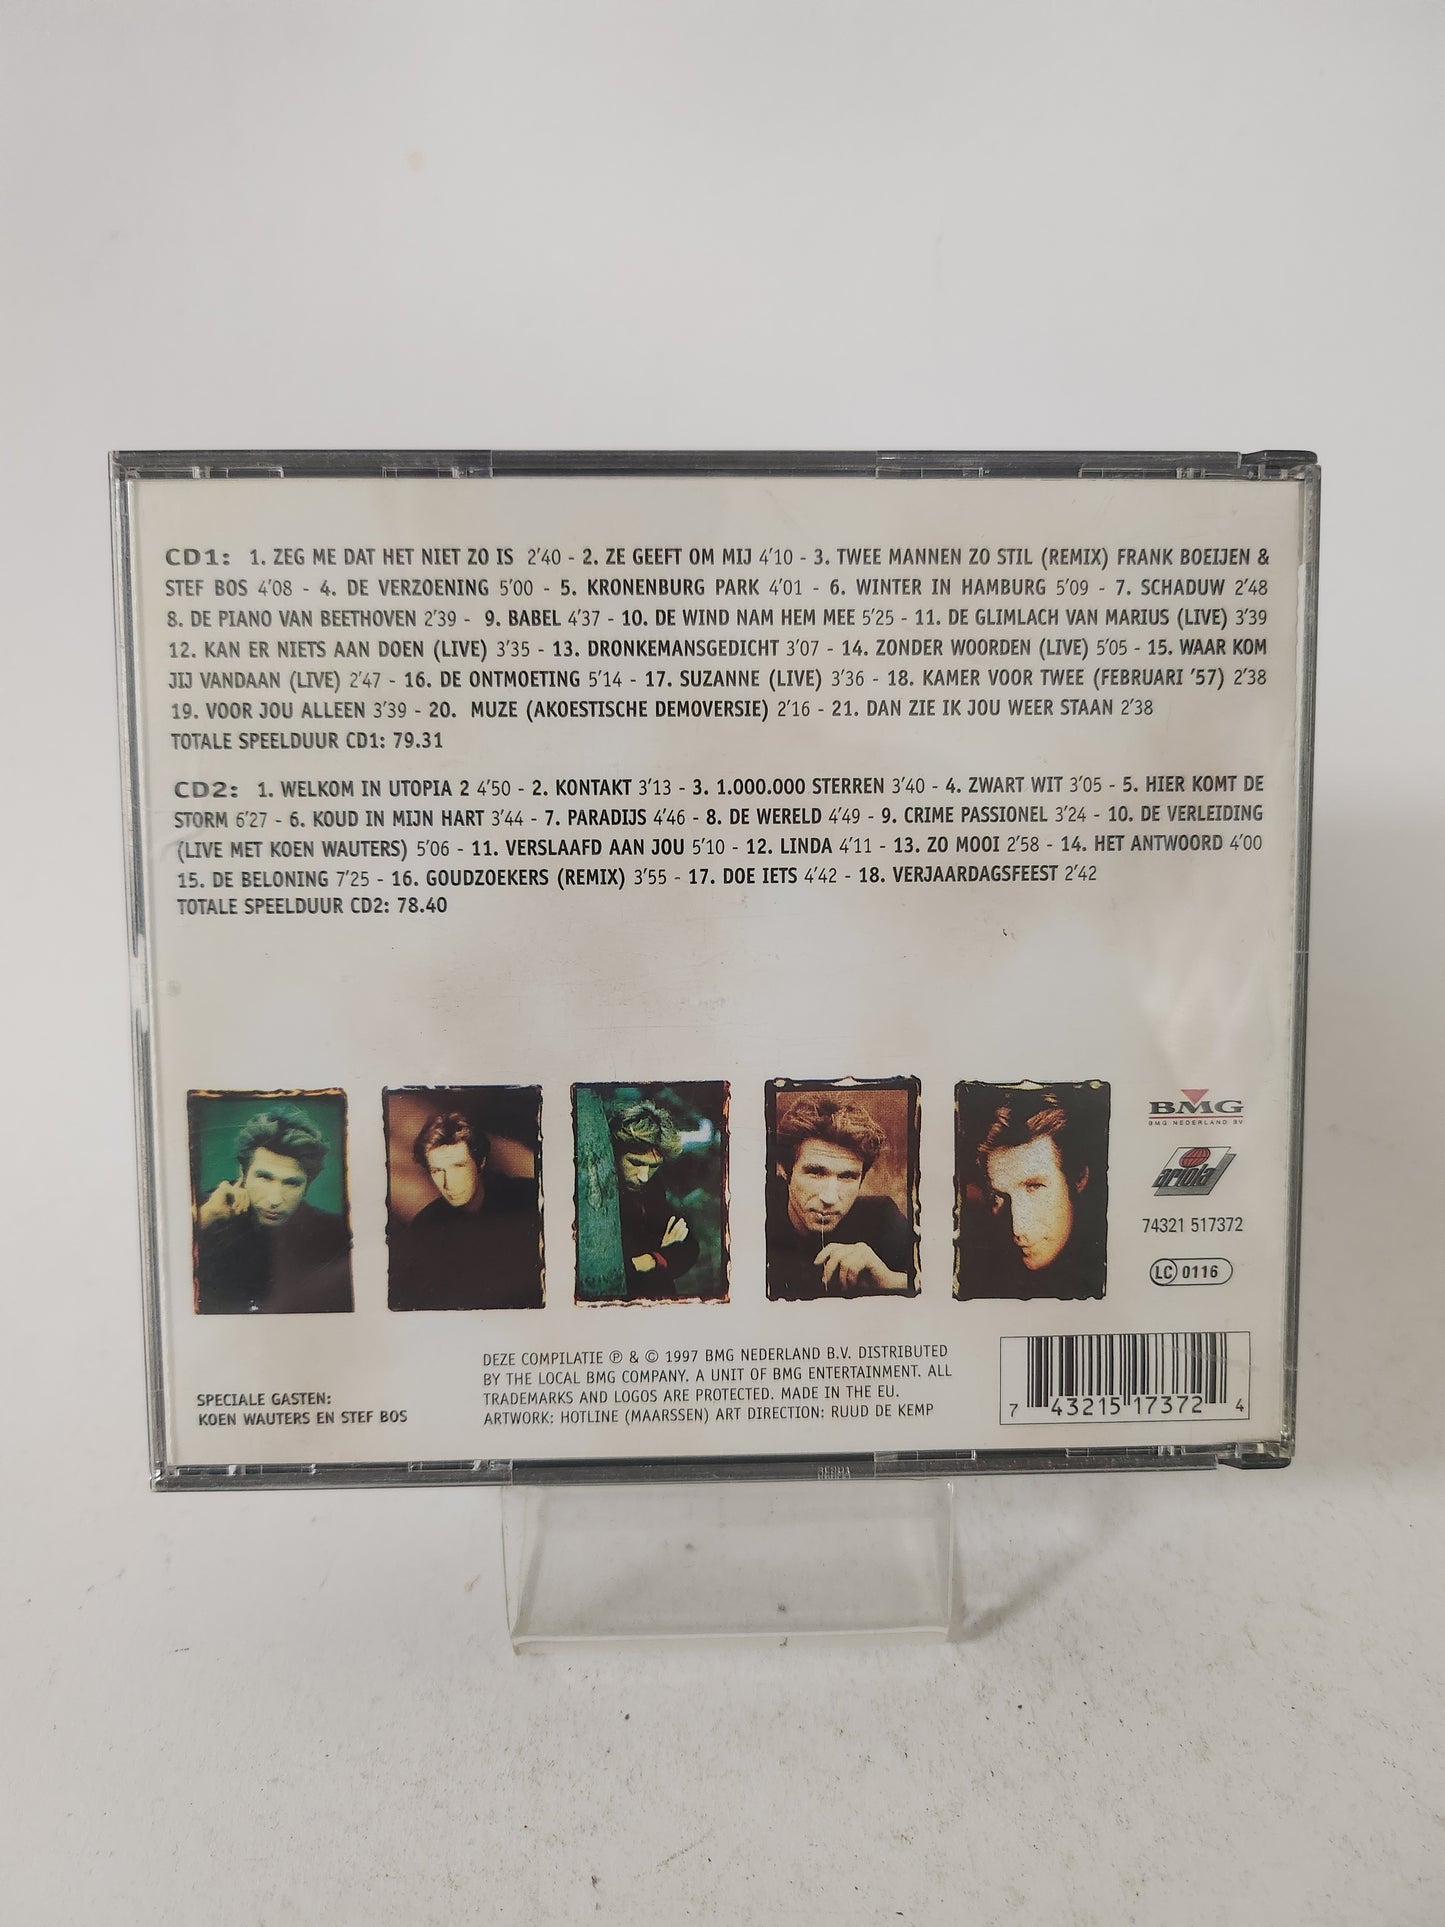 CD1: 1. ZEG ME DAT HET NIET ZO IS 2'40 - 2. ZE GEEFT OM MIJ 4'10 - 3. TWEE MANNEN ZO STIL (REMIX) FRANK BOEIJEN &
STEF BOS 4'08 - 4. DE VERZOENING 5'00 - 5. KRONENBURG PARK 4'01 - 6. WINTER IN HAMBURG 5'09 - 7. SCHADUW 2'48
8. DE PIANO VAN BEETHOVEN 2'39 - 9. BABEL 4'37 - 10. DE WIND NAM HEM MEE 5'25 - 11. DE GLIMLACH VAN MARIUS (LIVE) 3'39
12. KAN ER NIETS AAN DOEN (LIVE) 3'35 - 13. DRONKEMANSGEDICHT 3'07 - 14. ZONDER WOORDEN (LIVE) 5'05 - 15. WAAR KOM
JIJ VANDAAN (LIVE) 2'47 - 16. DE ONTMOETING 5'14 - 17. SUZANNE (LIVE) 3'36 - 18. KAMER VOOR TWEE (FEBRUARI '57) 2'38
19. VOOR JOU ALLEEN 3'39 - 20. MUZE (AKOESTISCHE DEMOVERSIE) 2'16 - 21. DAN ZIE IK JOU WEER STAAN 2'38
TOTALE SPEELDUUR CD1: 79.31
CD2: 1. WELKOM IN UTOPIA 2 4'50 - 2. KONTAKT 3'13 - 3. 1.000.000 STERREN 3'40 - 4. ZWART WIT 3'05 - 5. HIER KOMT DE
STORM 6'27 - 6. KOUD IN MIJN HART 3'44 - 7. PARADIJS 4'46 - 8. DE WERELD 4'49 - 9. CRIME PASSIONEL 3'24 - 10. DE VERLEIDING
(LIVE MET KOEN WAUTERS) 5'06 - 11. VERSLAAFD AAN JOU 5'10 - 12. LINDA 4'11 - 13. ZO MOOI 2'58 - 14. HET ANTWOORD 4'00
15. DE BELONING 7'25 - 16. GOUDZOEKERS (REMIX) 3'55 - 17. DOE IETS 4'42 - 18. VERJAARDAGSFEEST 2'42
TOTALE SPEELDUUR CD2: 78.40
BMG
BMG NEDERLAND BV
ariola
74321 517372
LC 0116
SPECIALE GASTEN:
KOEN WAUTERS EN STEF BOS
DEZE COMPILATIE ℗ & © 1997 BMG NEDERLAND B.V. DISTRIBUTED
BY THE LOCAL BMG COMPANY. A UNIT OF BMG ENTERTAINMENT. ALL
TRADEMARKS AND LOGOS ARE PROTECTED. MADE IN THE EU.
ARTWORK: HOTLINE (MAARSSEN) ART DIRECTION: RUUD DE KEMP
7 43215 17372 4